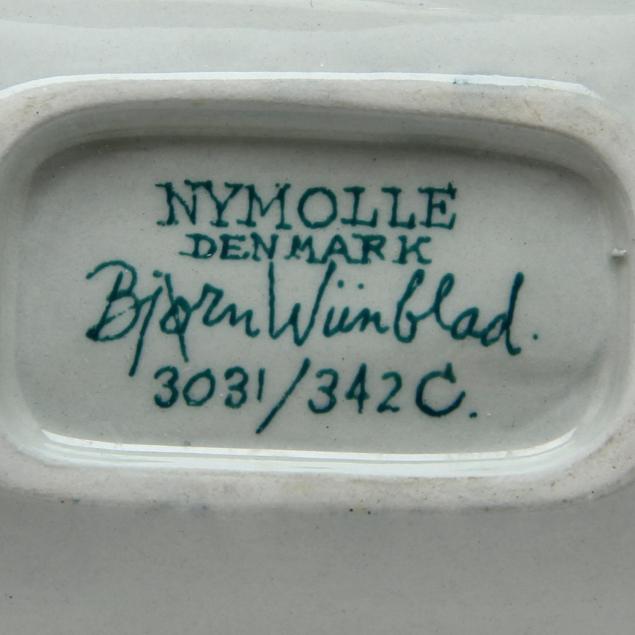 NYMOLLE
DENMARK
Bjørn Wiinblad.
3031/342C.